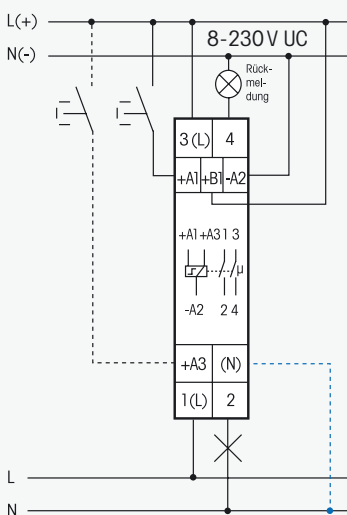 L(+)
8-230 V UC
N(-)
Rück-
mel-
dung
3 (L) 4
+A1 +B1 -A2
+A1 +A3 1 3
µ
-A2 2 4
+A3 (N)
1 (L) 2
L
N